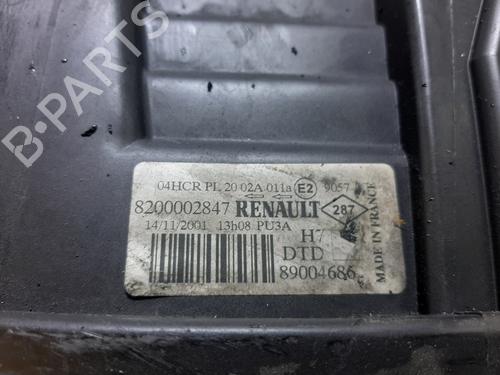 B-Parts
04HCR PL 20 02A 011a E2 9057
8200002847 RENAULT 287
14/11/2001 13h08 PU3A
H7
DTD
89004686
MADE IN FRANCE
B-Parts